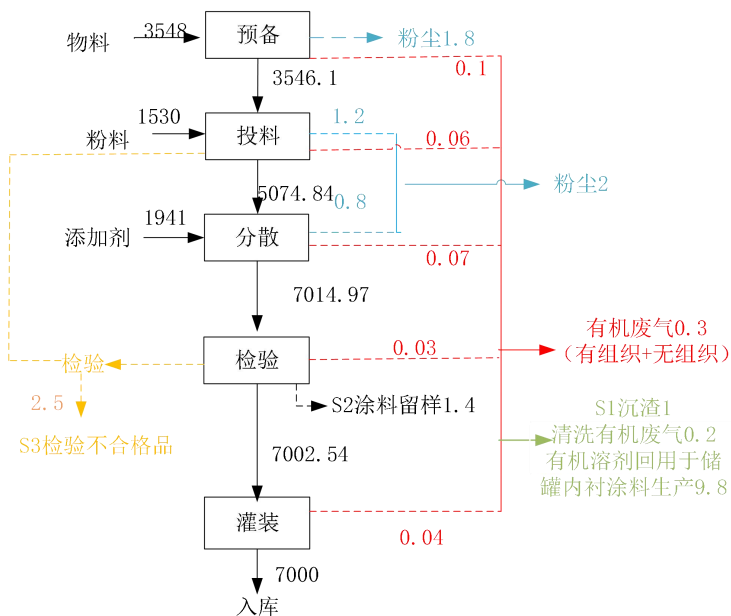 物料
3548
预备
粉尘1.8
0.1
3546.1
粉料
1530
投料
1.2
0.06
5074.84
0.8
粉尘2
添加剂
1941
分散
0.07
7014.97
有机废气0.3
（有组织+无组织）
检验
检验
0.03
2.5
S2涂料留样1.4
S3检验不合格品
S1沉渣1
清洗有机废气0.2
有机溶剂回用于储
罐内衬涂料生产9.8
7002.54
灌装
0.04
7000
入库